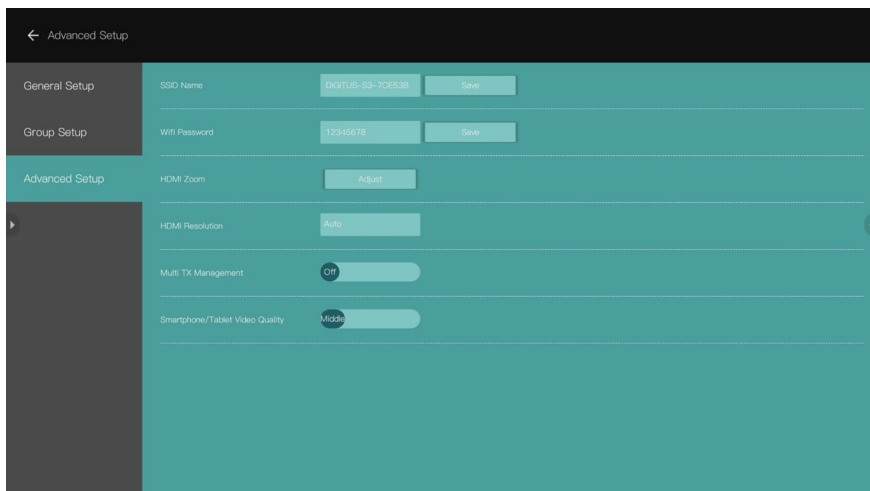 Advanced Setup
General Setup
Group Setup
Advanced Setup
SSID Name
DIGITUS-S3-7CE53B
Save
Wifi Password
12345678
Save
HDMI Zoom
Adjust
HDMI Resolution
Auto
Multi TX Management
Off
Smartphone/Tablet Video Quality
Middle